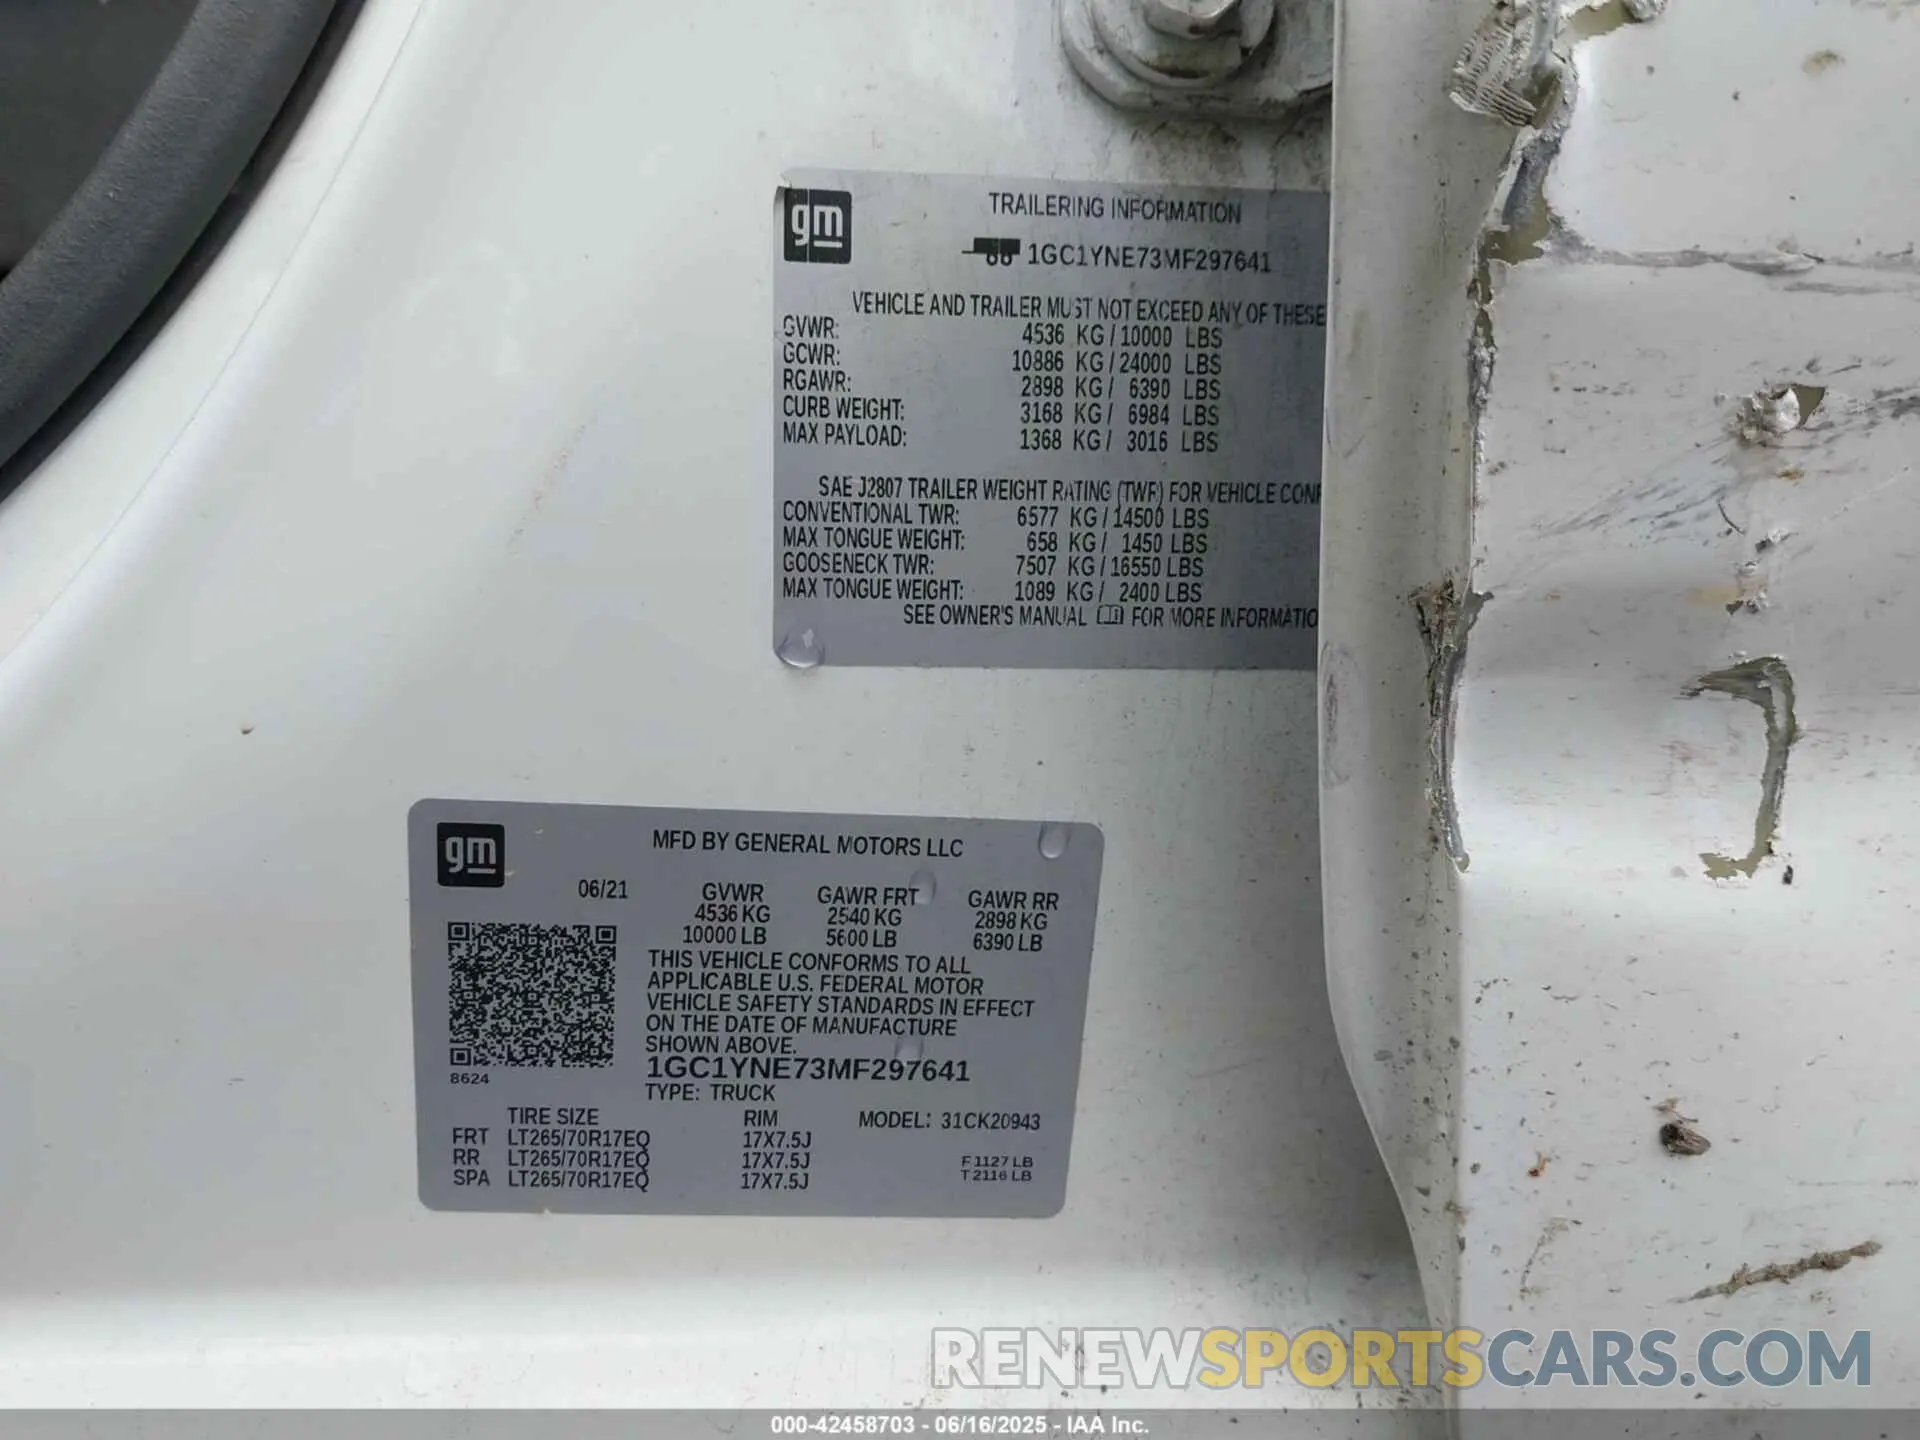 gm
TRAILERING INFORMATION
1GC1YNE73MF297641
VEHICLE AND TRAILER MUST NOT EXCEED ANY OF THESE
GVWR: 4536 KG / 10000 LBS
GCWR: 10886 KG / 24000 LBS
RGAWR: 2898 KG / 6390 LBS
CURB WEIGHT: 3168 KG / 6984 LBS
MAX PAYLOAD: 1368 KG / 3016 LBS
SAE J2807 TRAILER WEIGHT RATING (TWR) FOR VEHICLE
CONVENTIONAL TWR: 6577 KG / 14500 LBS
MAX TONGUE WEIGHT: 658 KG / 1450 LBS
GOOSENECK TWR: 7507 KG / 16550 LBS
MAX TONGUE WEIGHT: 1089 KG / 2400 LBS
SEE OWNER'S MANUAL FOR MORE INFORMATIO
gm
MFD BY GENERAL MOTORS LLC
06/21 GVWR GAWR FRT GAWR RR
4536 KG 2540 KG 2898 KG
10000 LB 5600 LB 6390 LB
THIS VEHICLE CONFORMS TO ALL
APPLICABLE U.S. FEDERAL MOTOR
VEHICLE SAFETY STANDARDS IN EFFECT
ON THE DATE OF MANUFACTURE
SHOWN ABOVE.
1GC1YNE73MF297641
8624
TYPE: TRUCK
TIRE SIZE RIM MODEL: 31CK20943
FRT LT265/70R17EQ 17X7.5J
RR LT265/70R17EQ 17X7.5J F 1127 LB
SPA LT265/70R17EQ 17X7.5J T 2116 LB
RENEWSPORTSCARS.COM
000-42458703 - 06/16/2025 - IAA Inc.